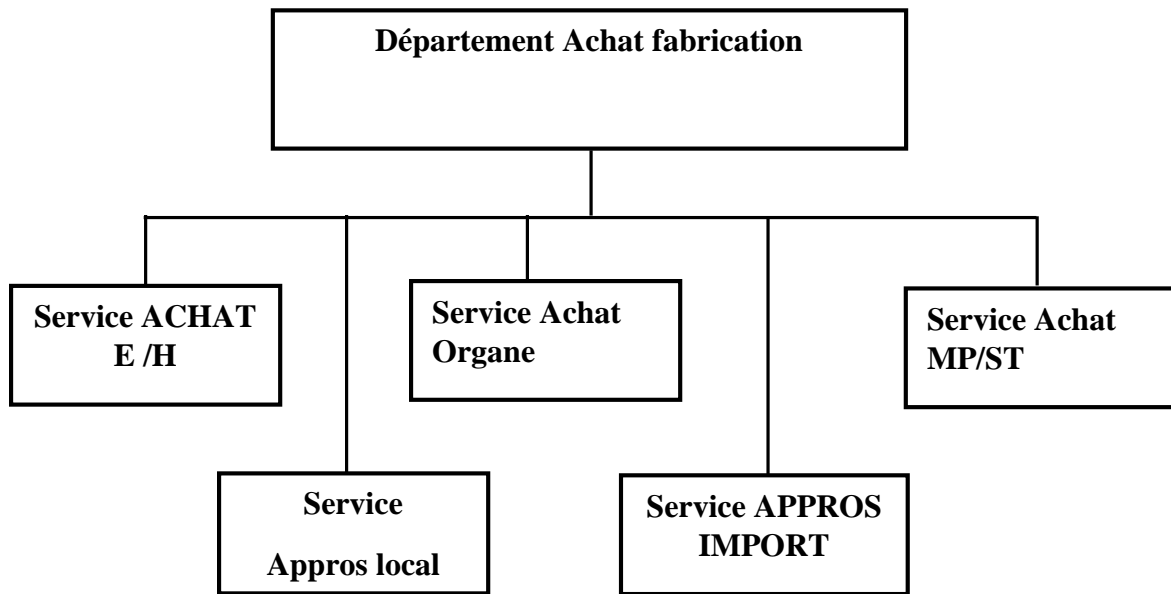 Département Achat fabrication
Service ACHAT
E /H
Service Achat
Organe
Service Achat
MP/ST
Service
Appros local
Service APPROS
IMPORT